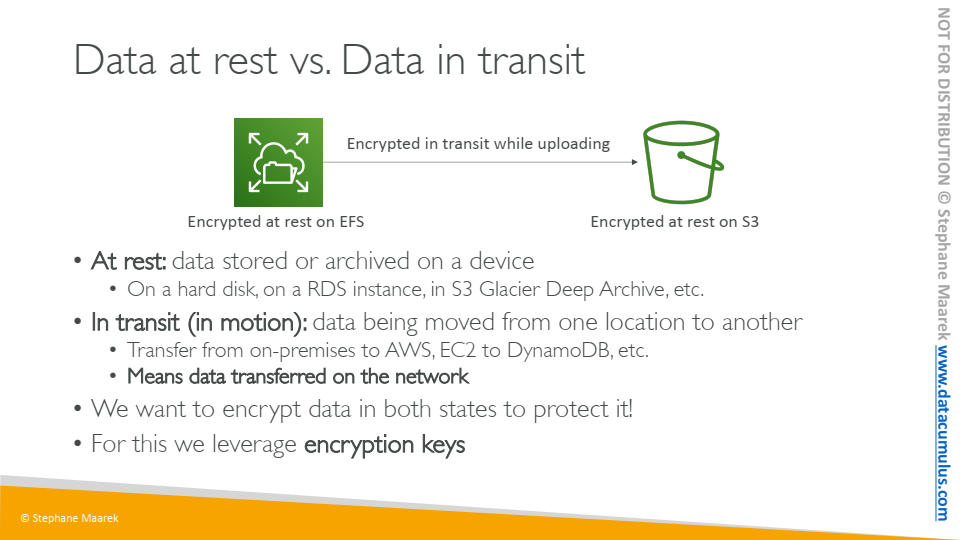 Data at rest vs. Data in transit
Encrypted in transit while uploading
Encrypted at rest on EFS
Encrypted at rest on S3
• At rest: data stored or archived on a device
• On a hard disk, on a RDS instance, in S3 Glacier Deep Archive, etc.
• In transit (in motion): data being moved from one location to another
• Transfer from on-premises to AWS, EC2 to DynamoDB, etc.
• Means data transferred on the network
• We want to encrypt data in both states to protect it!
• For this we leverage encryption keys
© Stephane Maarek
NOT FOR DISTRIBUTION © Stephane Maarek www.datacumulus.com